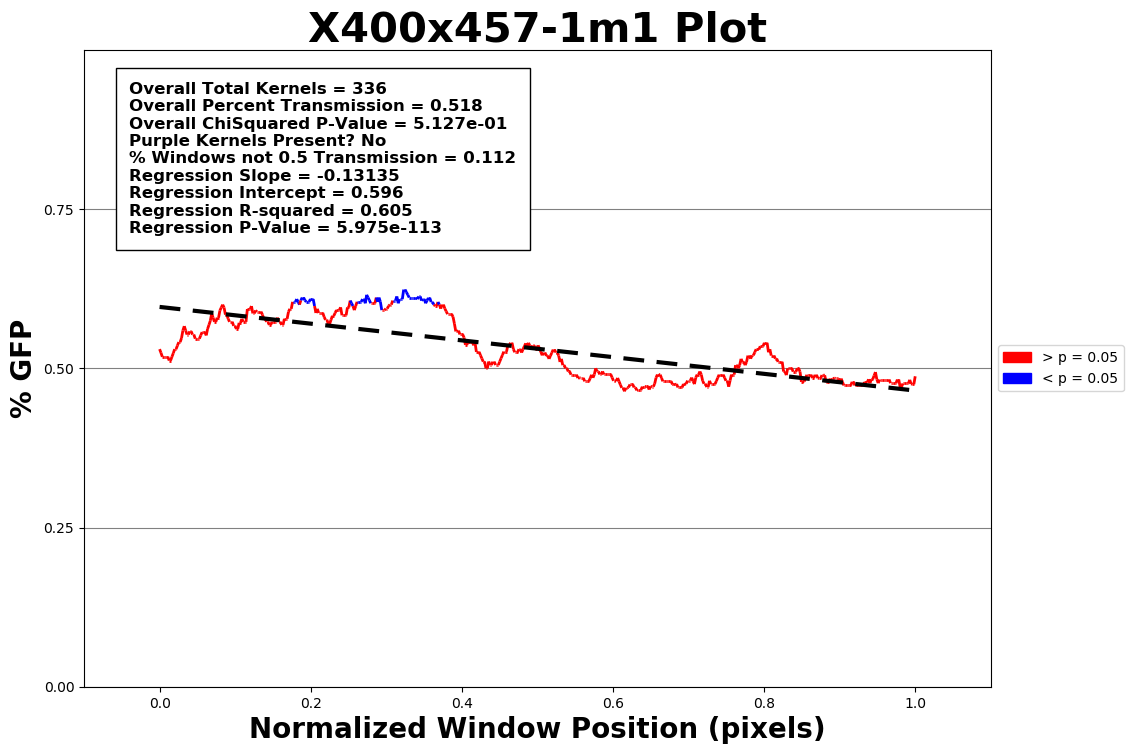 X400x457-1m1 Plot
Overall Total Kernels = 336
Overall Percent Transmission = 0.518
Overall ChiSquared P-Value = 5.127e-01
Purple Kernels Present? No
% Windows not 0.5 Transmission = 0.112
Regression Slope = -0.13135
Regression Intercept = 0.596
Regression R-squared = 0.605
Regression P-Value = 5.975e-113
% GFP
0.75
0.50
0.25
0.00
> p = 0.05
< p = 0.05
0.0 0.2 0.4 0.6 0.8 1.0
Normalized Window Position (pixels)